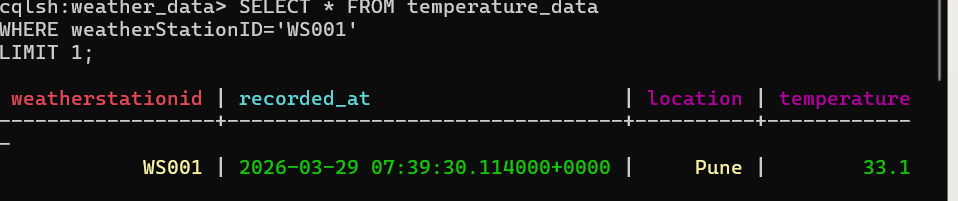 cqlsh:weather_data> SELECT * FROM temperature_data
WHERE weatherStationID='WS001'
LIMIT 1;
weatherstationid | recorded_at | location | temperature
------------------+---------------------------------+----------+-------------
WS001 | 2026-03-29 07:39:30.114000+0000 | Pune | 33.1